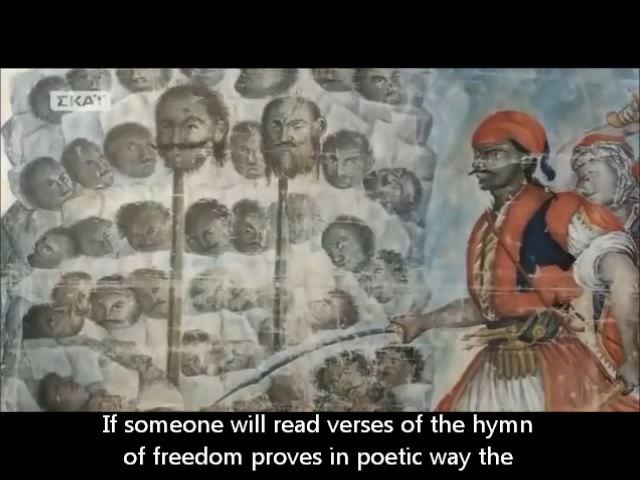 ΣΚΑΪ
If someone will read verses of the hymn
of freedom proves in poetic way the